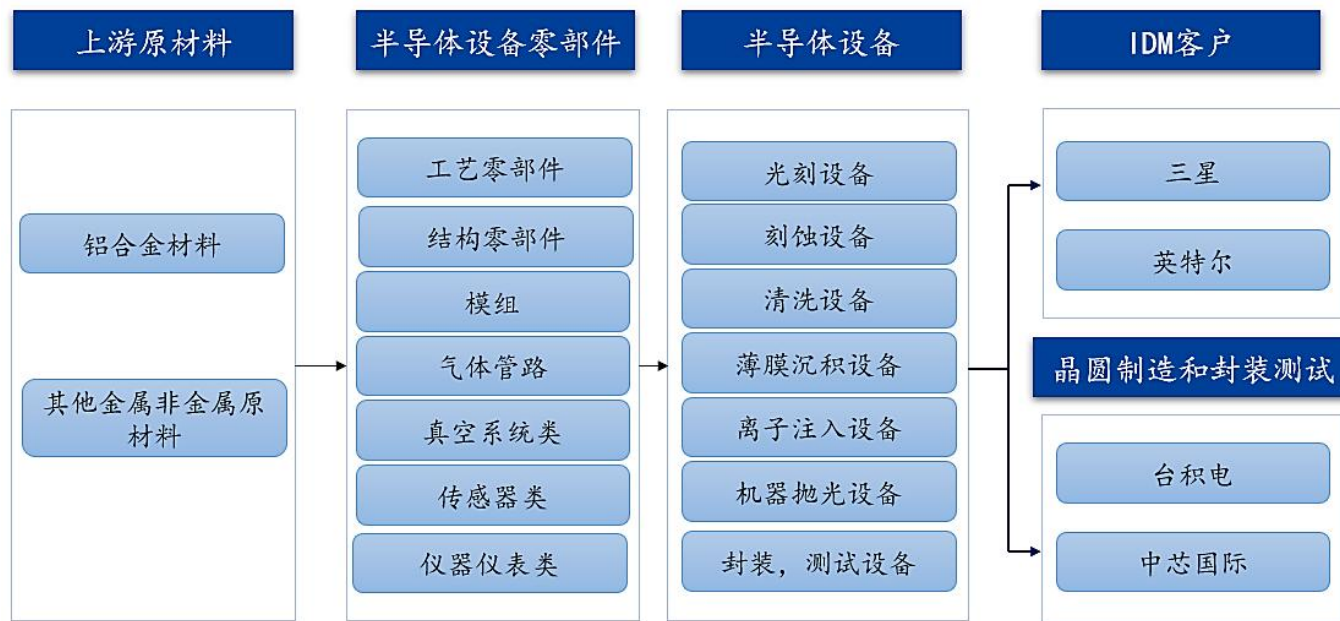 上游原材料
半导体设备零部件
半导体设备
IDM客户
铝合金材料
其他金属非金属原
材料
工艺零部件
结构零部件
模组
气体管路
真空系统类
传感器类
仪器仪表类
光刻设备
刻蚀设备
清洗设备
薄膜沉积设备
离子注入设备
机器抛光设备
封装，测试设备
三星
英特尔
晶圆制造和封装测试
台积电
中芯国际